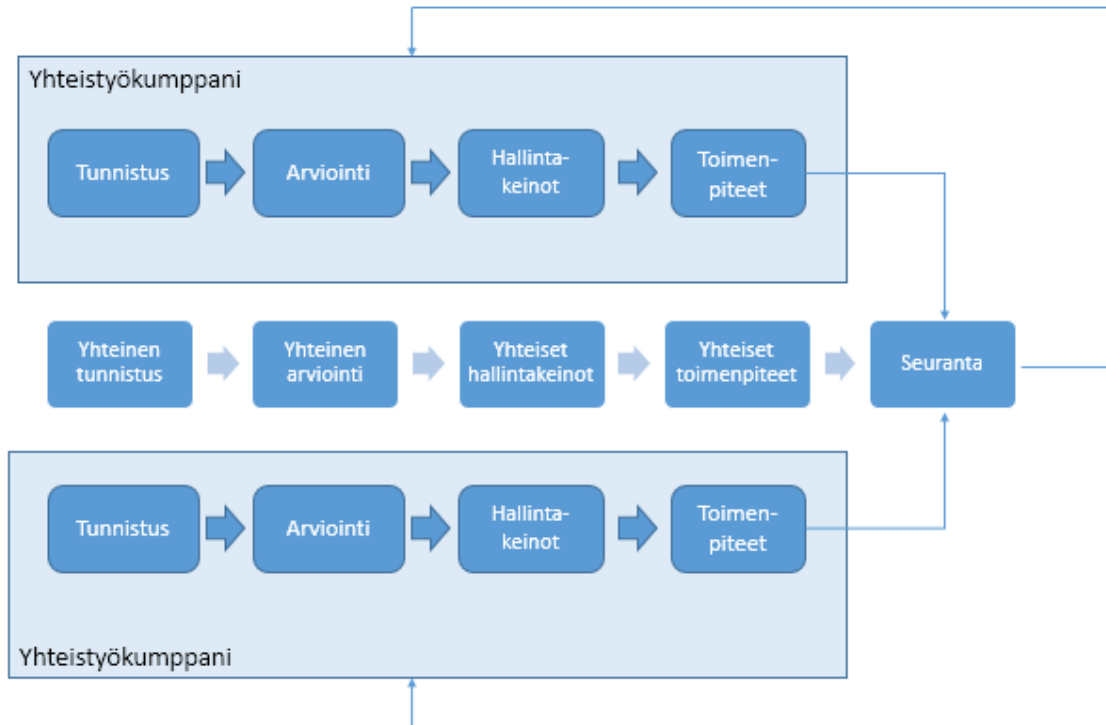 Yhteistyökumppani
Tunnistus
Arviointi
Hallinta-
keinot
Toimen-
piteet
Yhteinen
tunnistus
Yhteinen
arviointi
Yhteiset
hallintakeinot
Yhteiset
toimenpiteet
Seuranta
Tunnistus
Arviointi
Hallinta-
keinot
Toimen-
piteet
Yhteistyökumppani